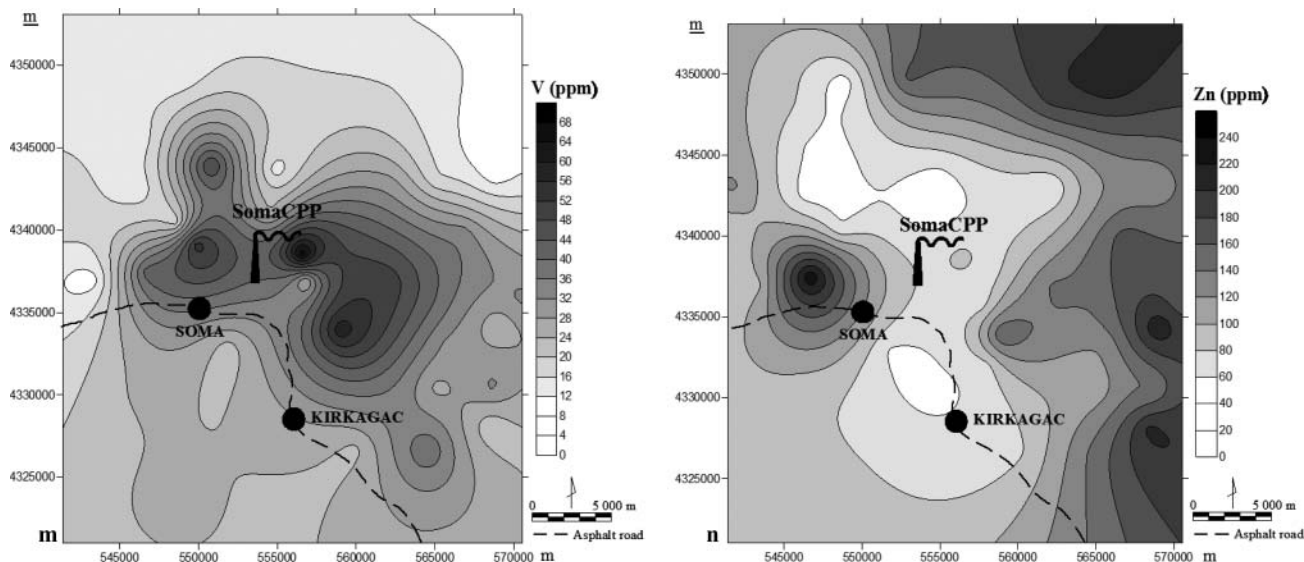 m
4350000
4345000
4340000
4335000
4330000
4325000
SomaCPP
SOMA
KIRKAGAC
V (ppm)
68
64
60
56
52
48
44
40
36
32
28
24
20
16
12
8
4
0
0 5 000 m
Asphalt road
m
545000 550000 555000 560000 565000 570000 m
m
4350000
4345000
4340000
4335000
4330000
4325000
SomaCPP
SOMA
KIRKAGAC
Zn (ppm)
240
220
200
180
160
140
120
100
80
60
40
20
0
0 5 000 m
Asphalt road
n
545000 550000 555000 560000 565000 570000 m